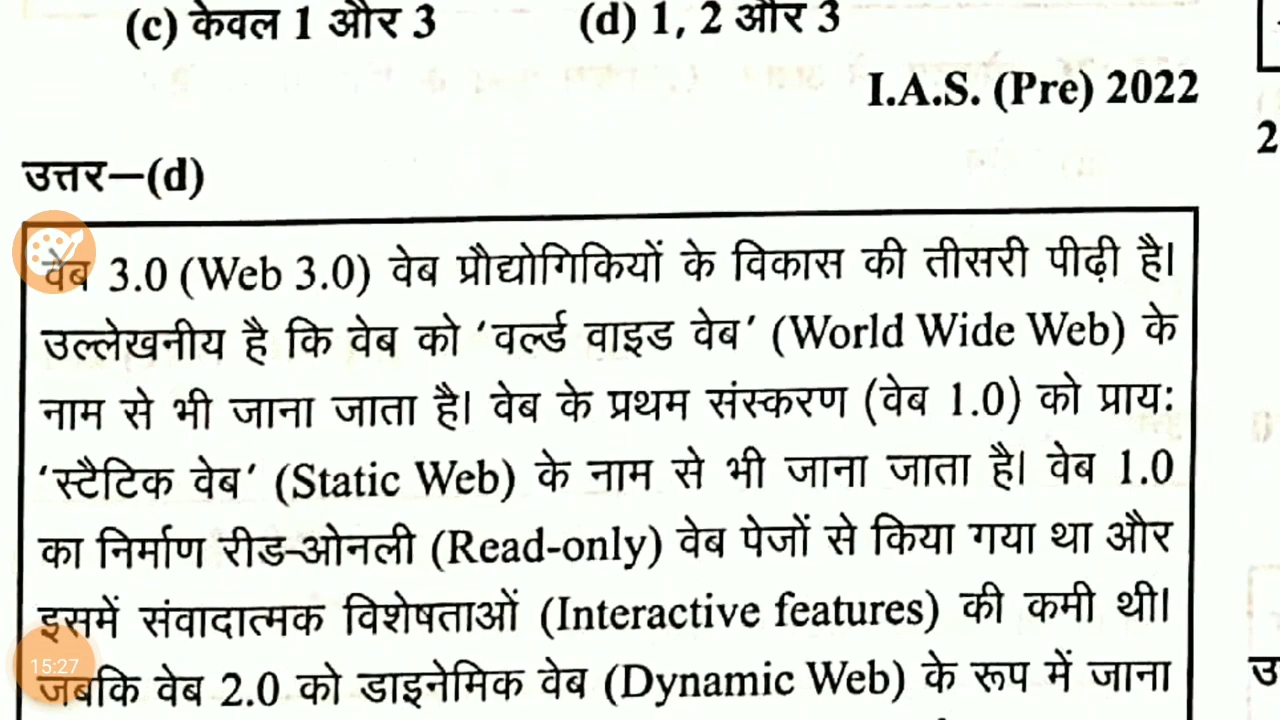 (c) केवल 1 और 3 (d) 1, 2 और 3
I.A.S. (Pre) 2022
2
उत्तर–(d)
वेब 3.0 (Web 3.0) वेब प्रौद्योगिकियों के विकास की तीसरी पीढ़ी है।
उल्लेखनीय है कि वेब को ‘वर्ल्ड वाइड वेब’ (World Wide Web) के
नाम से भी जाना जाता है। वेब के प्रथम संस्करण (वेब 1.0) को प्रायः
‘स्टैटिक वेब’ (Static Web) के नाम से भी जाना जाता है। वेब 1.0
का निर्माण रीड-ओनली (Read-only) वेब पेजों से किया गया था और
इसमें संवादात्मक विशेषताओं (Interactive features) की कमी थी।
15:27
जबकि वेब 2.0 को डाइनेमिक वेब (Dynamic Web) के रूप में जाना
उ